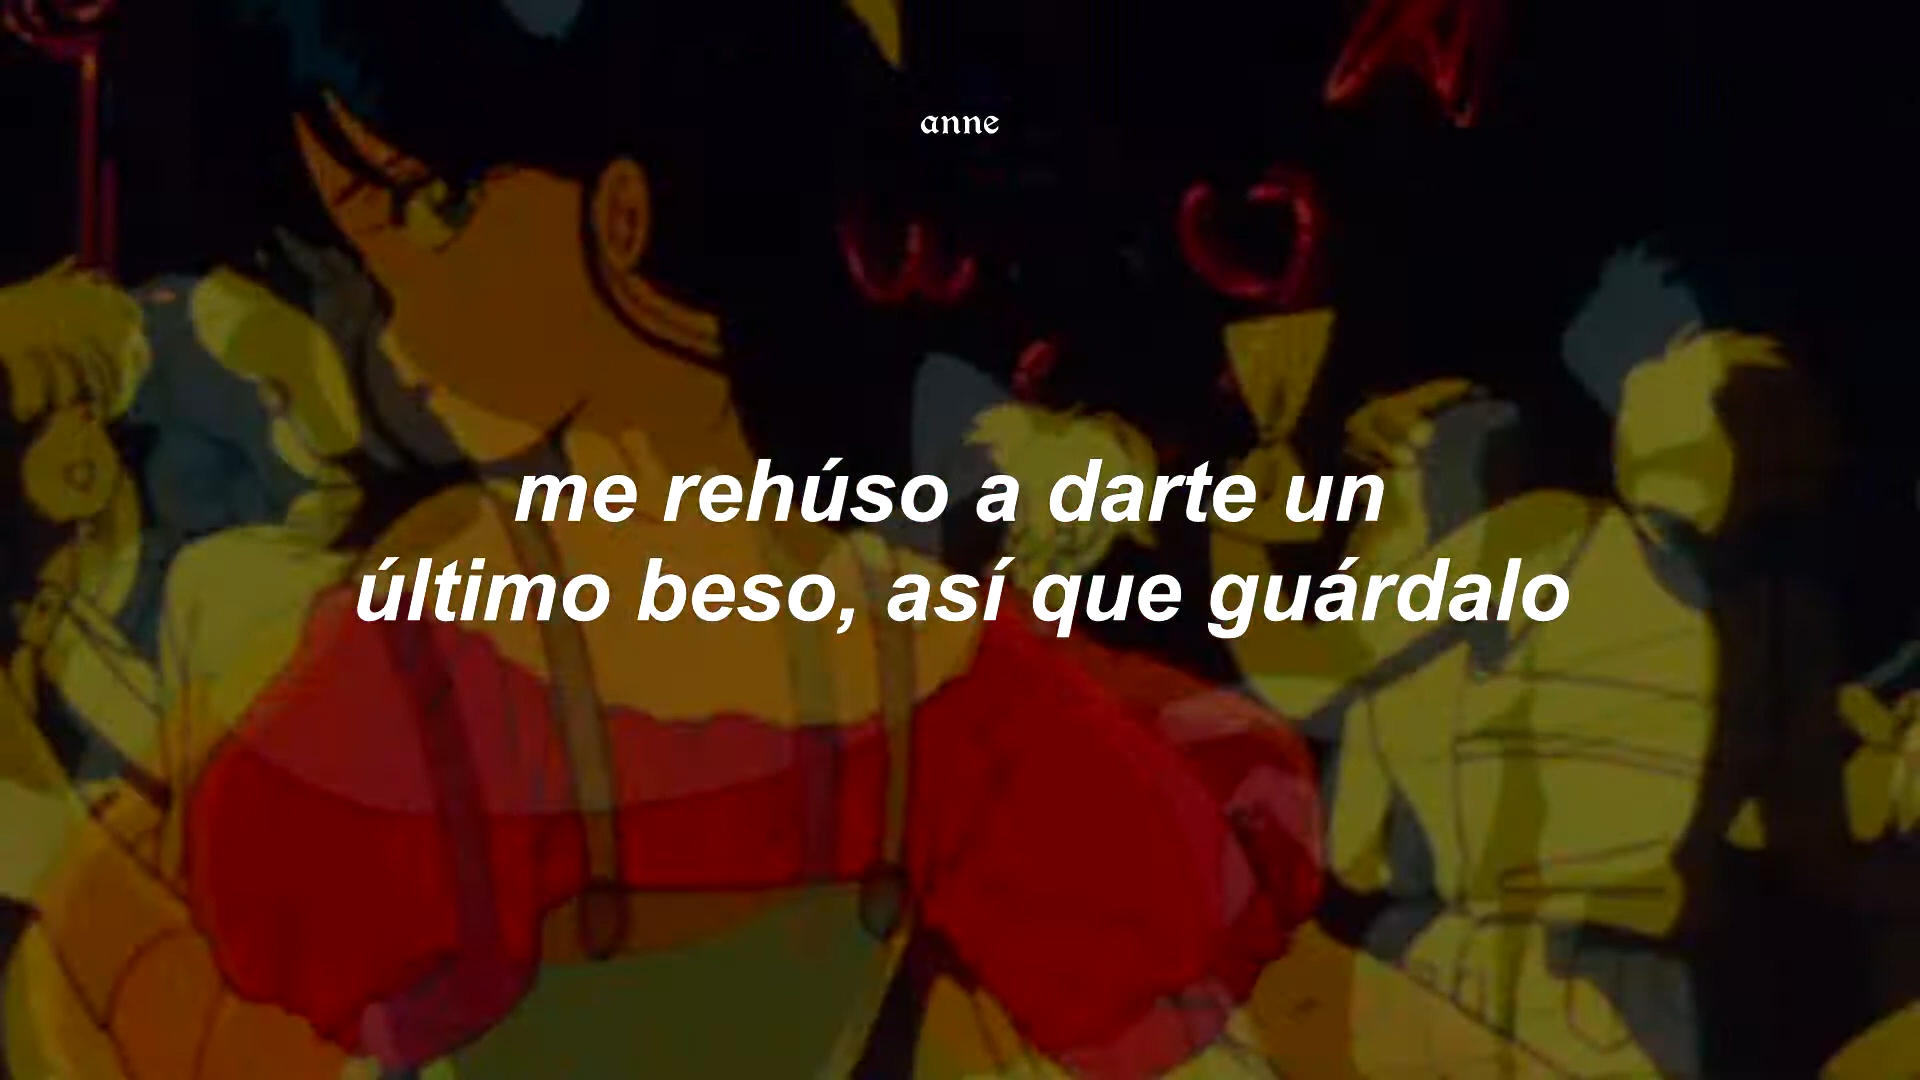 anne
me rehúso a darte un
último beso, así que guárdalo